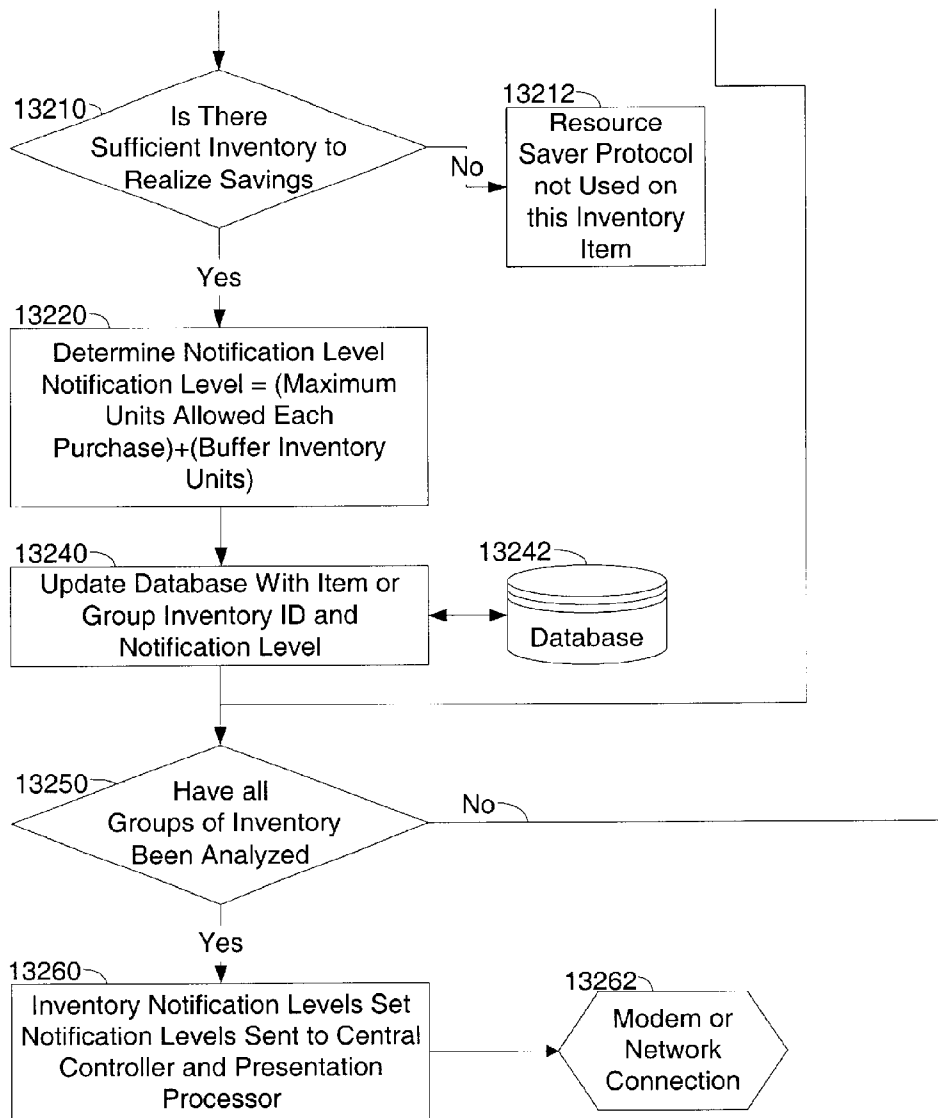 13210
Is There
Sufficient Inventory to
Realize Savings
No
13212
Resource
Saver Protocol
not Used on
this Inventory
Item
Yes
13220
Determine Notification Level
Notification Level = (Maximum
Units Allowed Each
Purchase)+(Buffer Inventory
Units)
13240
Update Database With Item or
Group Inventory ID and
Notification Level
13242
Database
13250
Have all
Groups of Inventory
Been Analyzed
No
Yes
13260
Inventory Notification Levels Set
Notification Levels Sent to Central
Controller and Presentation
Processor
13262
Modem or
Network
Connection